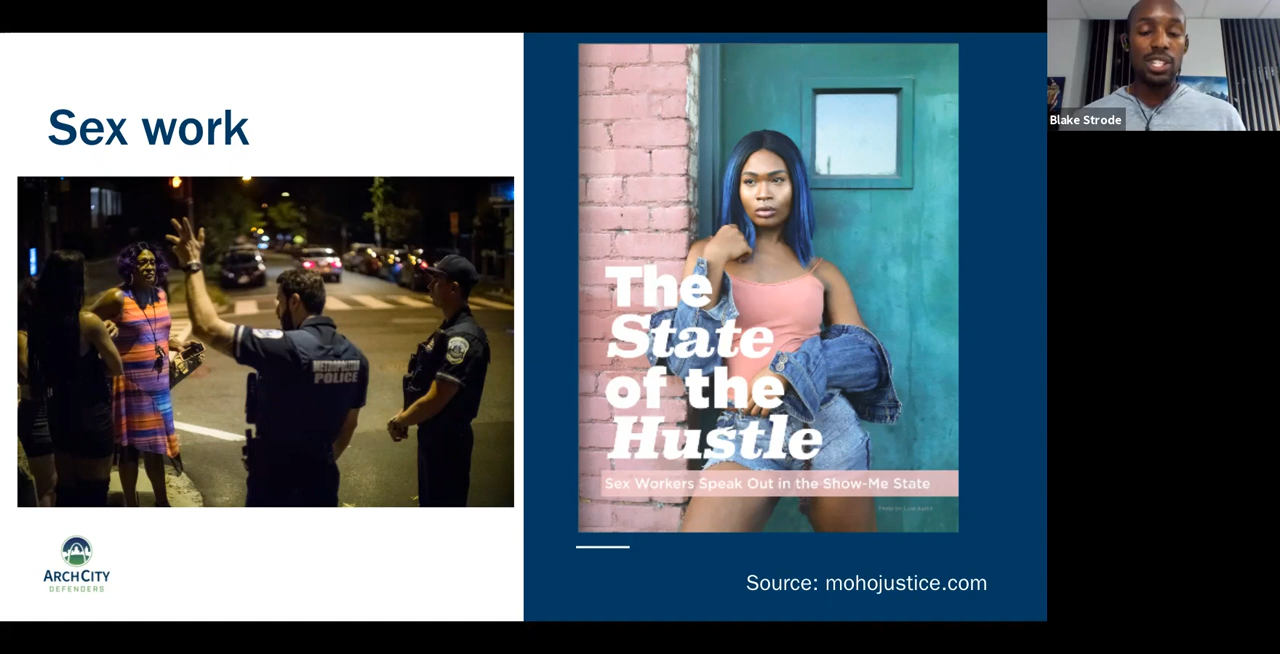 Sex work
METROPOLITAN
POLICE
ARCHCITY
DEFENDERS
The
State
of the
Hustle
Sex Workers Speak Out in the Show-Me State
Source: mohojustice.com
Blake Strode